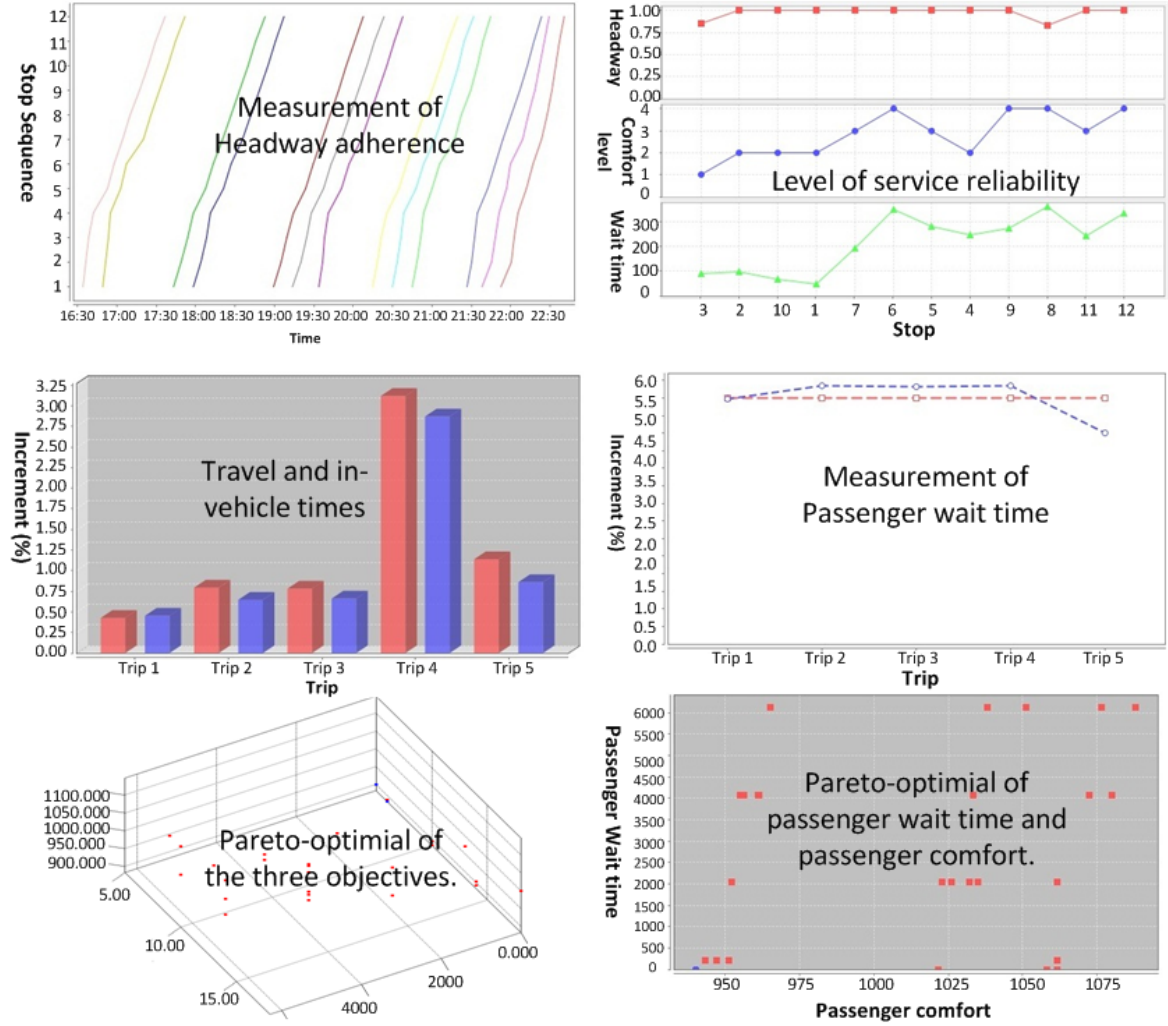 12
11
10
9
8
7
6
5
4
3
2
1
Stop Sequence
Measurement of
Headway adherence
16:30 17:00 17:30 18:00 18:30 19:00 19:30 20:00 20:30 21:00 21:30 22:00 22:30
Time
Headway
1.00
0.75
0.50
0.25
0.00
Comfort
level
4
3
2
1
0
Level of service reliability
Wait time
300
200
100
0
3 2 10 1 7 6 5 4 9 8 11 12
Stop
3.25
3.00
2.75
2.50
2.25
2.00
1.75
1.50
1.25
1.00
0.75
0.50
0.25
0.00
Increment (%)
Travel and in-
vehicle times
Trip 1 Trip 2 Trip 3 Trip 4 Trip 5
Trip
6.0
5.5
5.0
4.5
4.5
3.0
2.5
2.5
2.0
1.5
1.0
0.5
0.0
Increment (%)
Measurement of
Passenger wait time
Trip 1 Trip 2 Trip 3 Trip 4 Trip 5
Trip
1100.000
1050.000
1000.000
950.000
900.000
Pareto-optimial of
the three objectives.
5.00
10.00
15.00
0.000
2000
4000
Passenger Wait time
6000
5500
5000
4500
4000
3500
3000
2500
2000
1500
1000
500
0
Pareto-optimial of
passenger wait time and
passenger comfort.
950 975 1000 1025 1050 1075
Passenger comfort